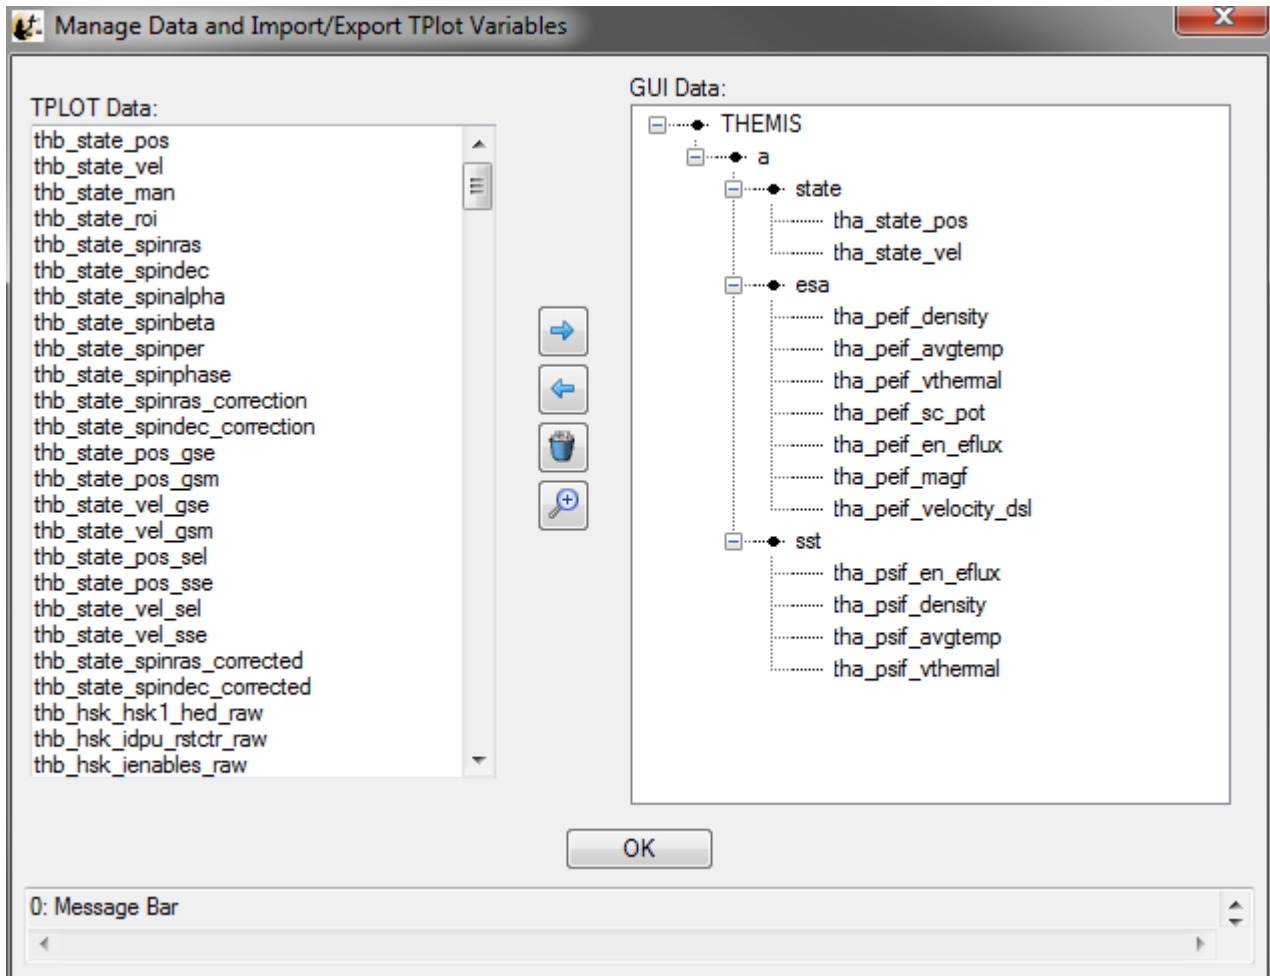 Manage Data and Import/Export TPlot Variables
TPLOT Data:
thb_state_pos
thb_state_vel
thb_state_man
thb_state_roi
thb_state_spinras
thb_state_spindec
thb_state_spinalpha
thb_state_spinbeta
thb_state_spinper
thb_state_spinphase
thb_state_spinras_correction
thb_state_spindec_correction
thb_state_pos_gse
thb_state_pos_gsm
thb_state_vel_gse
thb_state_vel_gsm
thb_state_pos_sel
thb_state_pos_sse
thb_state_vel_sel
thb_state_vel_sse
thb_state_spinras_corrected
thb_state_spindec_corrected
thb_hsk_hsk1_hed_raw
thb_hsk_idpu_rstctr_raw
thb_hsk_ienables_raw
GUI Data:
THEMIS
a
state
tha_state_pos
tha_state_vel
esa
tha_peif_density
tha_peif_avgtemp
tha_peif_vthermal
tha_peif_sc_pot
tha_peif_en_eflux
tha_peif_magf
tha_peif_velocity_dsl
sst
tha_psif_en_eflux
tha_psif_density
tha_psif_avgtemp
tha_psif_vthermal
OK
0: Message Bar